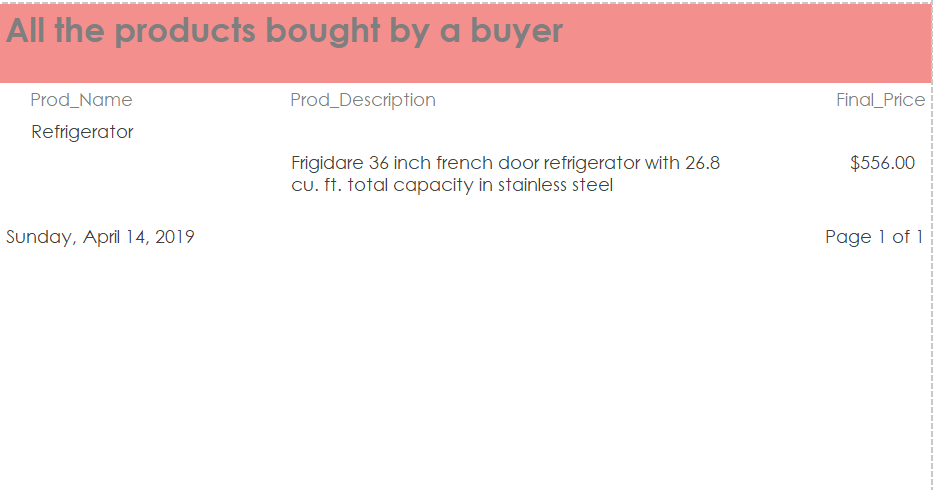 All the products bought by a buyer
Prod_Name Prod_Description Final_Price
Refrigerator
Frigidare 36 inch french door refrigerator with 26.8 $556.00
cu. ft. total capacity in stainless steel
Sunday, April 14, 2019 Page 1 of 1